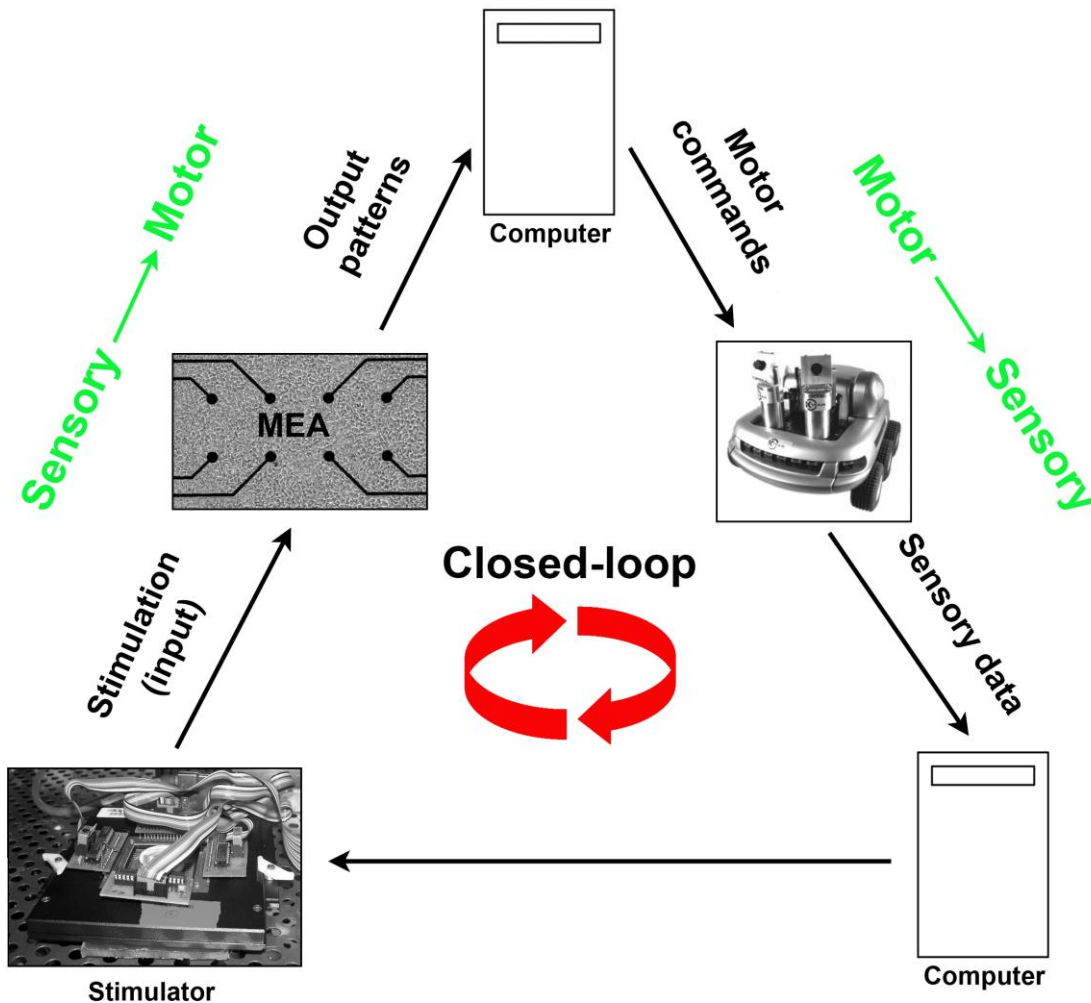 Computer
Output
patterns
Motor
commands
Sensory
Motor
Motor
Sensory
MEA
Closed-loop
Stimulation
(input)
Sensory data
Stimulator
Computer